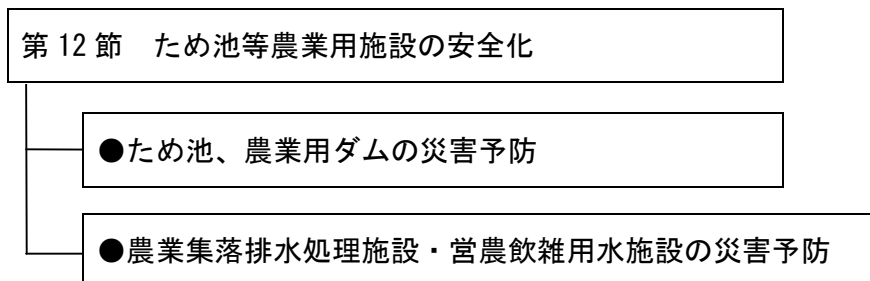 第 12 節　ため池等農業用施設の安全化
●ため池、農業用ダムの災害予防
●農業集落排水処理施設・営農飲雑用水施設の災害予防